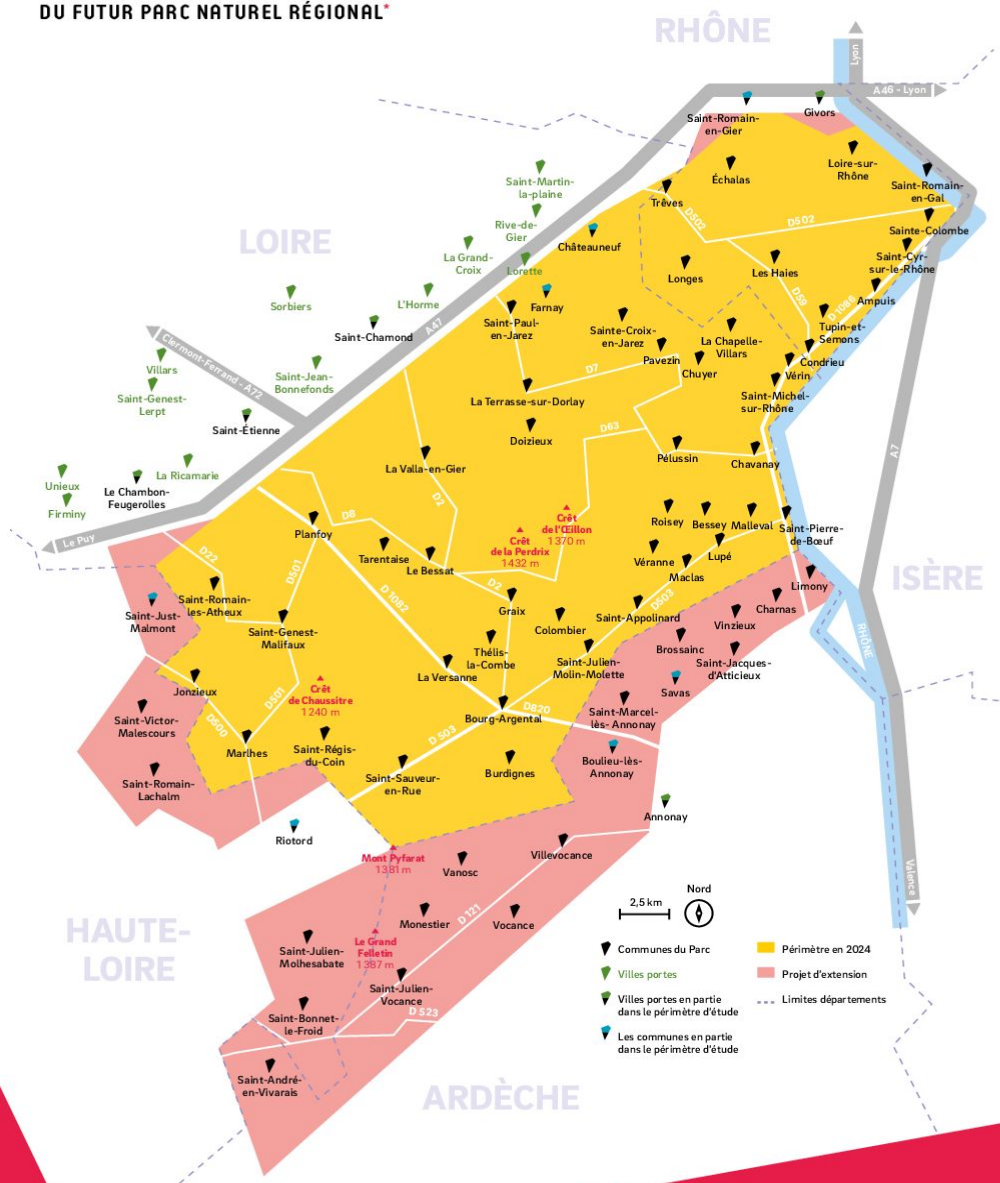 DU FUTUR PARC NATUREL RÉGIONAL*
RHÔNE
Lyon
A46 - Lyon
Saint-Romain-
en-Gier
Givors
Loire-sur-
Rhône
Échalas
Saint-Romain-
en-Gal
Saint-Martin-
la-plaine
Trêves
D502
D502
Sainte-Colombe
Rive-de-
Gier
LOIRE
Châteauneuf
La Grand-
Croix
Lorette
Saint-Cyr-
sur-le-Rhône
Longes
Les Haies
Sorbiers
L'Horme
Farnay
D59
D1086
Ampuis
Saint-Chamond
A47
Saint-Paul-
en-Jarez
Sainte-Croix-
en-Jarez
La Chapelle-
Villars
Tupin-et-
Semons
Clermont-Ferrand - A72
Villars
Pavezin
Chuyer
Condrieu
Vérin
D7
Saint-Jean-
Bonnefonds
Saint-Genest-
Lerpt
La Terrasse-sur-Dorlay
Saint-Michel-
sur-Rhône
Saint-Étienne
Doizieux
D63
A7
La Valla-en-Gier
Pélussin
Chavanay
La Ricamarie
Unieux
Le Chambon-
Feugerolles
Firminy
D2
D8
Planfoy
Crêt
de l'Œillon
1370 m
Roisey
Bessey
Malleval
Saint-Pierre-
de-Bœuf
Le Puy
Crêt
de la Perdrix
1432 m
Tarentaise
Le Bessat
Véranne
Lupé
Maclas
D22
D501
D2
Limony
ISÈRE
Saint-Just-
Malmont
Saint-Romain-
les-Atheux
D1082
Graix
D503
Charnas
Saint-Genest-
Malifaux
Colombier
Saint-Appolinard
Vinzieux
RHÔNE
Thélis-
la-Combe
Brossainc
La Versanne
Saint-Julien-
Molin-Molette
Saint-Jacques-
d'Atticieux
Jonzieux
Crêt
de Chaussitre
1240 m
D501
Savas
Saint-Victor-
Malescours
D500
Bourg-Argental
D820
Saint-Marcel-
lès- Annonay
D 503
Marlhes
Saint-Régis-
du-Coin
Saint-Romain-
Lachalm
Saint-Sauveur-
en-Rue
Burdignes
Boulieu-lès-
Annonay
Annonay
Riotord
Mont Pyfarat
1381 m
Vanosc
Villevocance
Valence
Nord
2,5 km
HAUTE-
LOIRE
Monestier
D 121
Vocance
Saint-Julien-
Molhesabate
Le Grand
Felletin
1387 m
Saint-Julien-
Vocance
Saint-Bonnet-
le-Froid
D 523
Saint-André-
en-Vivarais
ARDÈCHE
Communes du Parc
Villes portes
Villes portes en partie
dans le périmètre d'étude
Les communes en partie
dans le périmètre d'étude
Périmètre en 2024
Projet d'extension
Limites départements